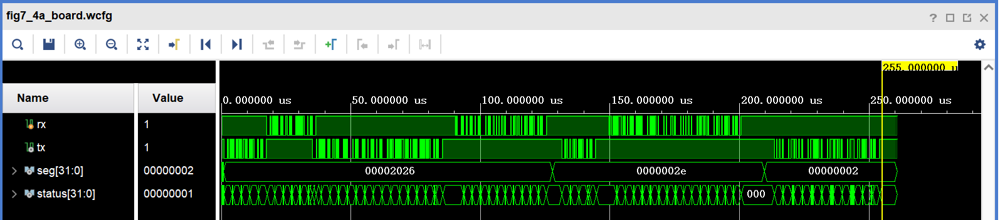 fig7_4a_board.wcfg
255.000000 u
Name Value
0.000000 us 50.000000 us 100.000000 us 150.000000 us 200.000000 us 250.000000 us
rx 1
tx 1
seg[31:0] 00000002 00002026 0000002e 00000002
status[31:0] 00000001 000